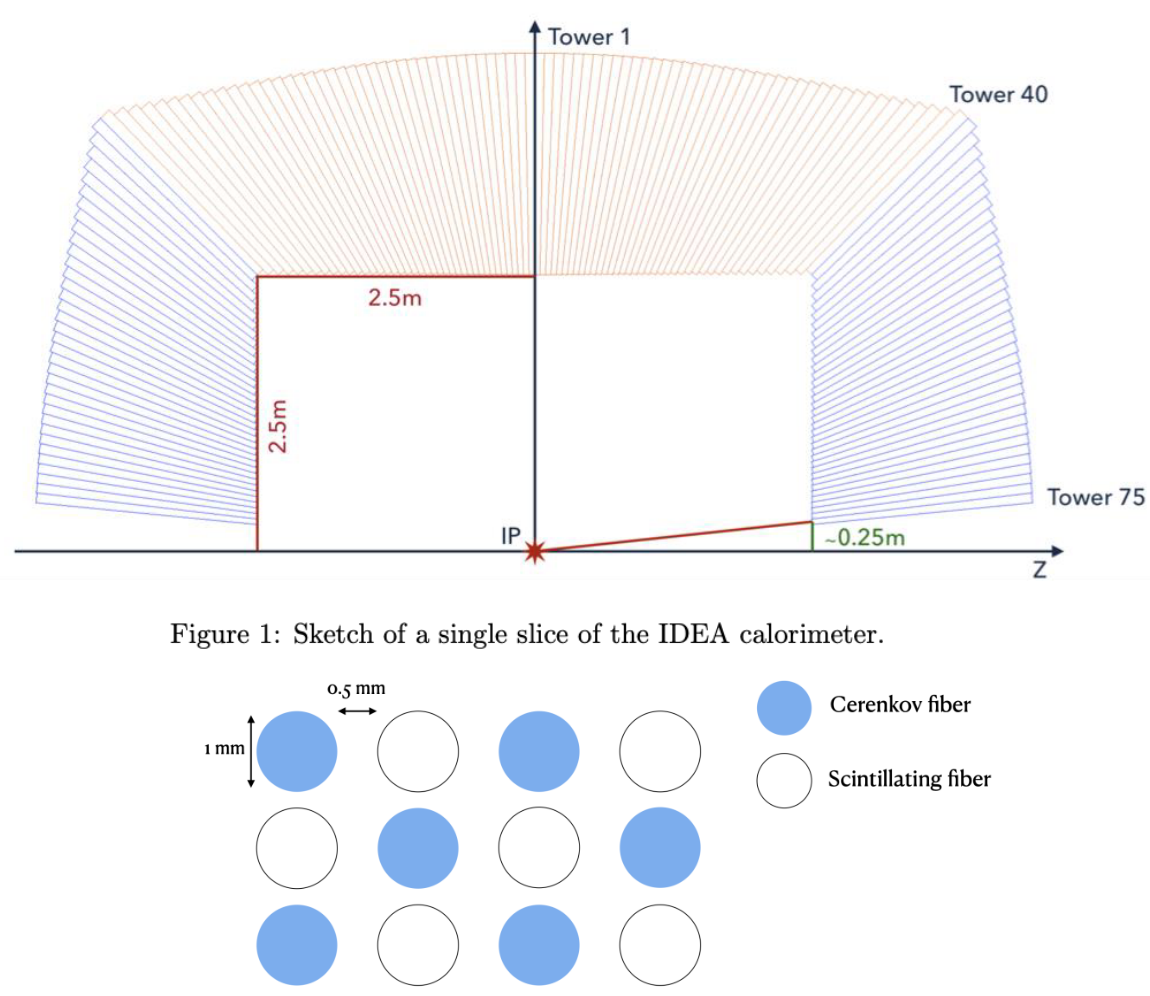 Tower 1
Tower 40
2.5m
2.5m
Tower 75
IP
~0.25m
Z
Figure 1: Sketch of a single slice of the IDEA calorimeter.
0.5 mm
Cerenkov fiber
1 mm
Scintillating fiber